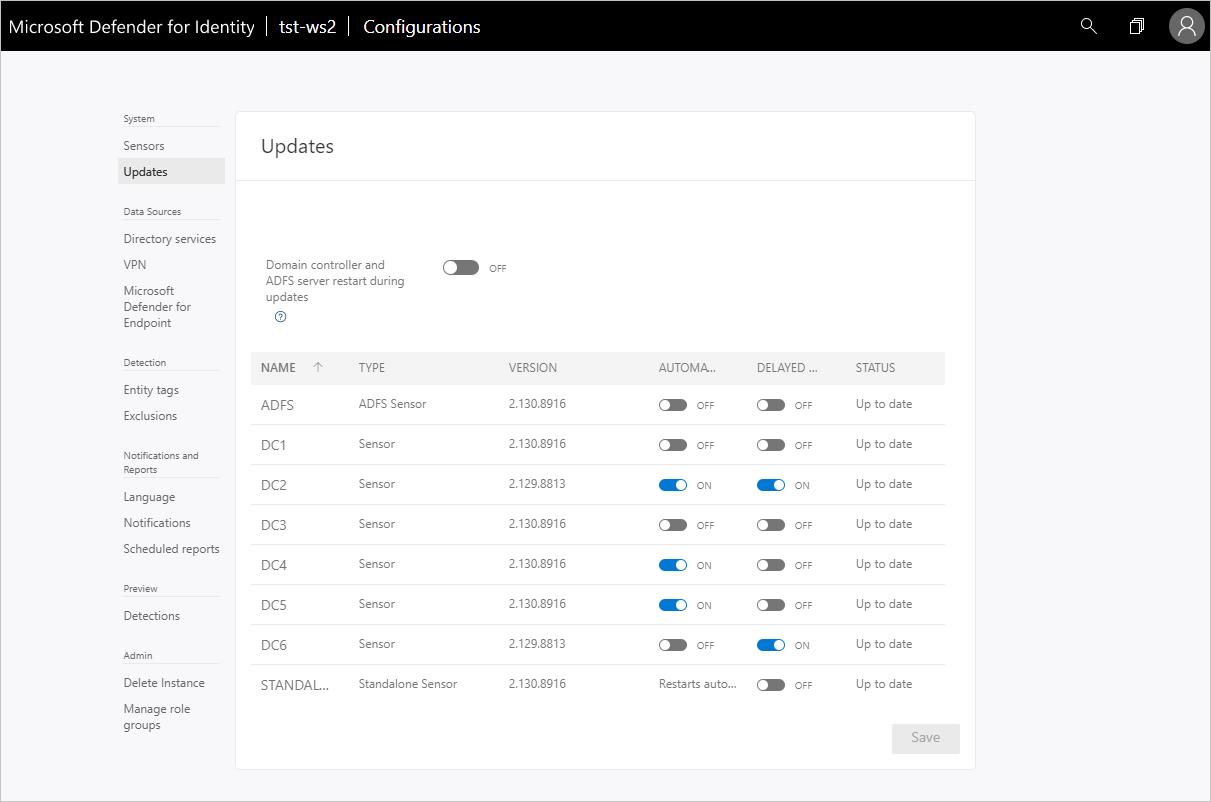 Microsoft Defender for Identity | tst-ws2 | Configurations
System
Sensors
Updates
Data Sources
Directory services
VPN
Microsoft
Defender for
Endpoint
Detection
Entity tags
Exclusions
Notifications and
Reports
Language
Notifications
Scheduled reports
Preview
Detections
Admin
Delete Instance
Manage role
groups
Updates
Domain controller and
ADFS server restart during
updates
OFF
?
NAME ↑ TYPE VERSION AUTOMA... DELAYED ... STATUS
ADFS ADFS Sensor 2.130.8916 OFF OFF Up to date
DC1 Sensor 2.130.8916 OFF OFF Up to date
DC2 Sensor 2.129.8813 ON ON Up to date
DC3 Sensor 2.130.8916 OFF OFF Up to date
DC4 Sensor 2.130.8916 ON OFF Up to date
DC5 Sensor 2.130.8916 ON OFF Up to date
DC6 Sensor 2.129.8813 OFF ON Up to date
STANDAL... Standalone Sensor 2.130.8916 Restarts auto... OFF Up to date
Save